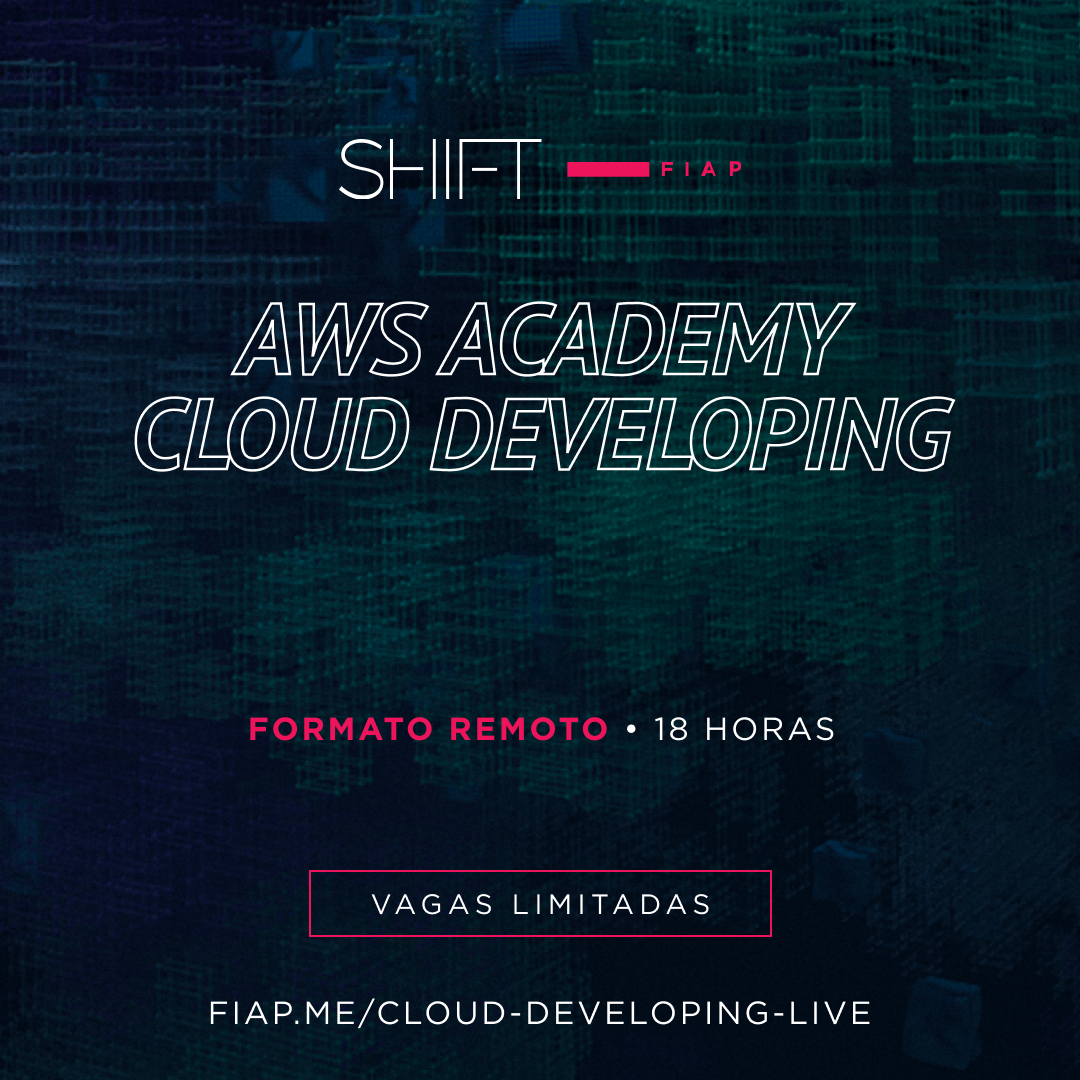 SHIFT FIAP
AWS ACADEMY
CLOUD DEVELOPING
FORMATO REMOTO • 18 HORAS
VAGAS LIMITADAS
FIAP.ME/CLOUD-DEVELOPING-LIVE